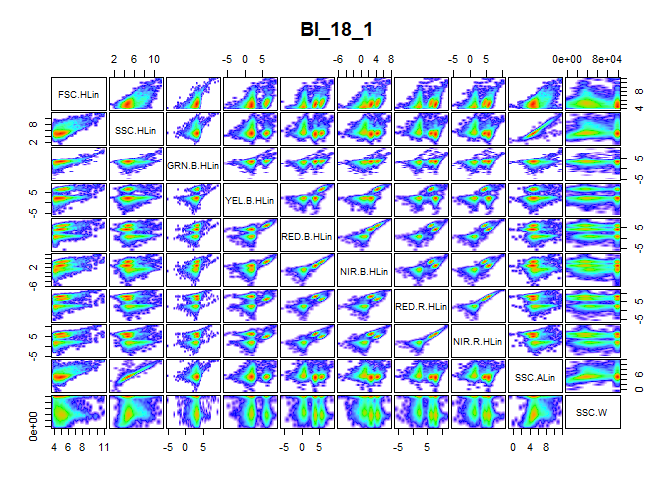 BI_18_1
2 6 10 -5 0 5 -6 0 4 8 -5 0 5 0e+00 8e+04
FSC.HLin 4 8
2 8 SSC.HLin
GRN.B.HLin -5 5
-5 5 YEL.B.HLin
RED.B.HLin -5 5
-6 2 NIR.B.HLin
RED.R.HLin -5 5
-5 5 NIR.R.HLin
SSC.ALin 0 6
0e+00 SSC.W
4 6 8 11 -5 0 5 -5 0 5 -5 5 0 4 8